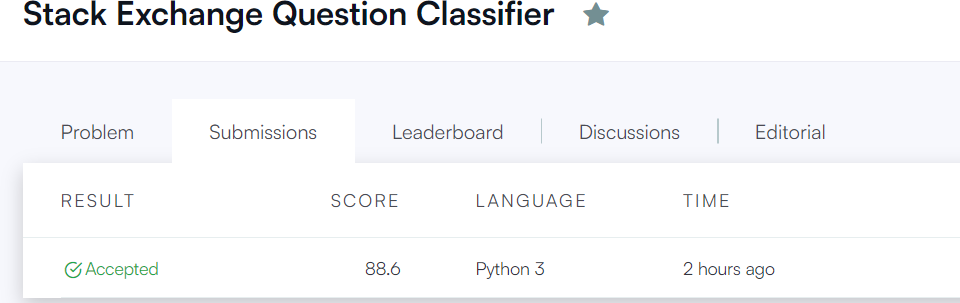 Stack Exchange Question Classifier
Problem Submissions Leaderboard Discussions Editorial
RESULT SCORE LANGUAGE TIME
Accepted 88.6 Python 3 2 hours ago